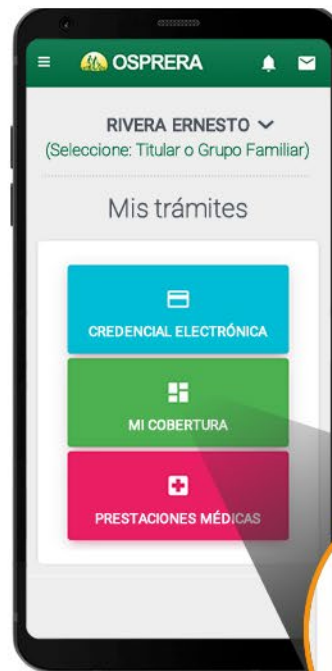 OSPRERA
RIVERA ERNESTO
(Seleccione: Titular o Grupo Familiar)
Mis trámites
CREDENCIAL ELECTRÓNICA
MI COBERTURA
PRESTACIONES MÉDICAS